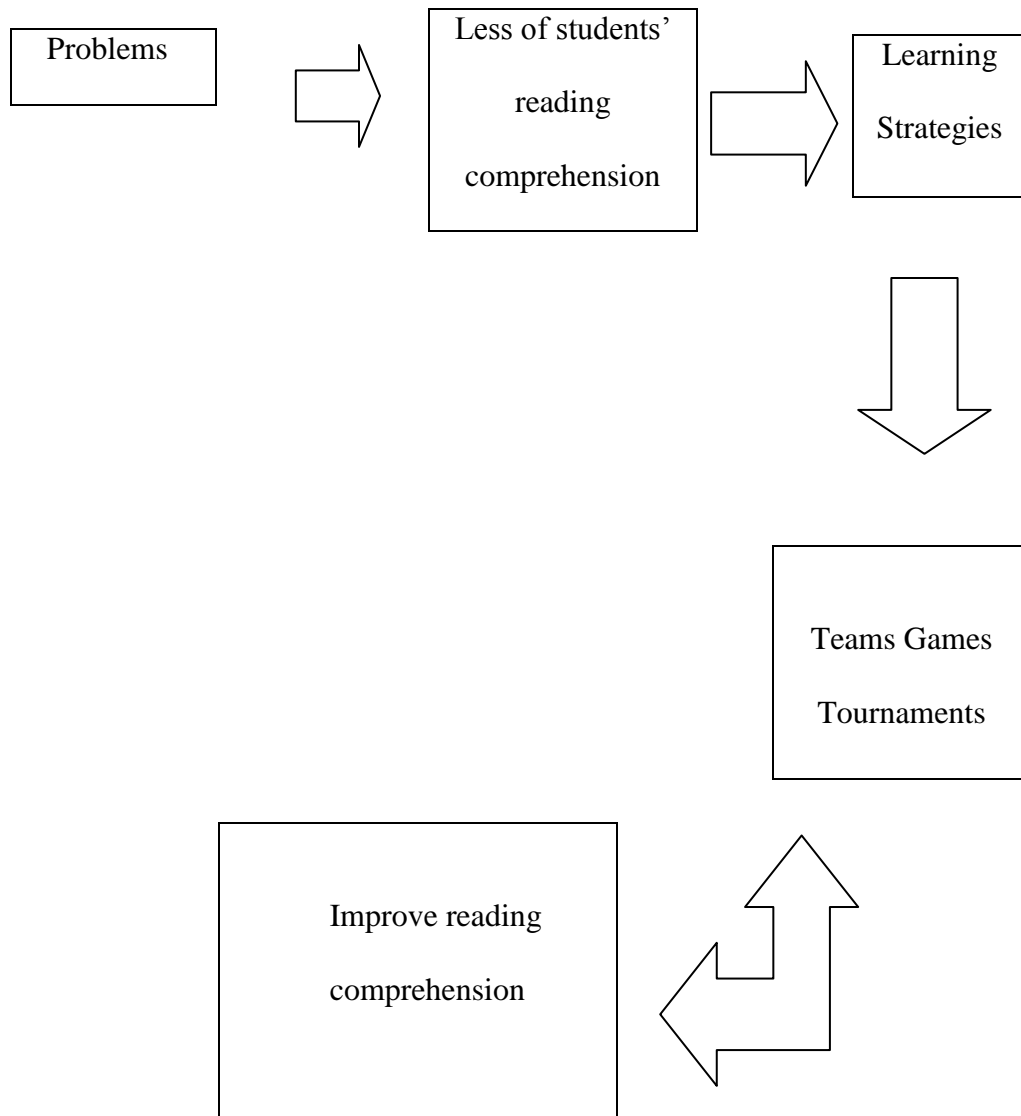 Problems
Less of students’
reading
comprehension
Learning
Strategies
Teams Games
Tournaments
Improve reading
comprehension